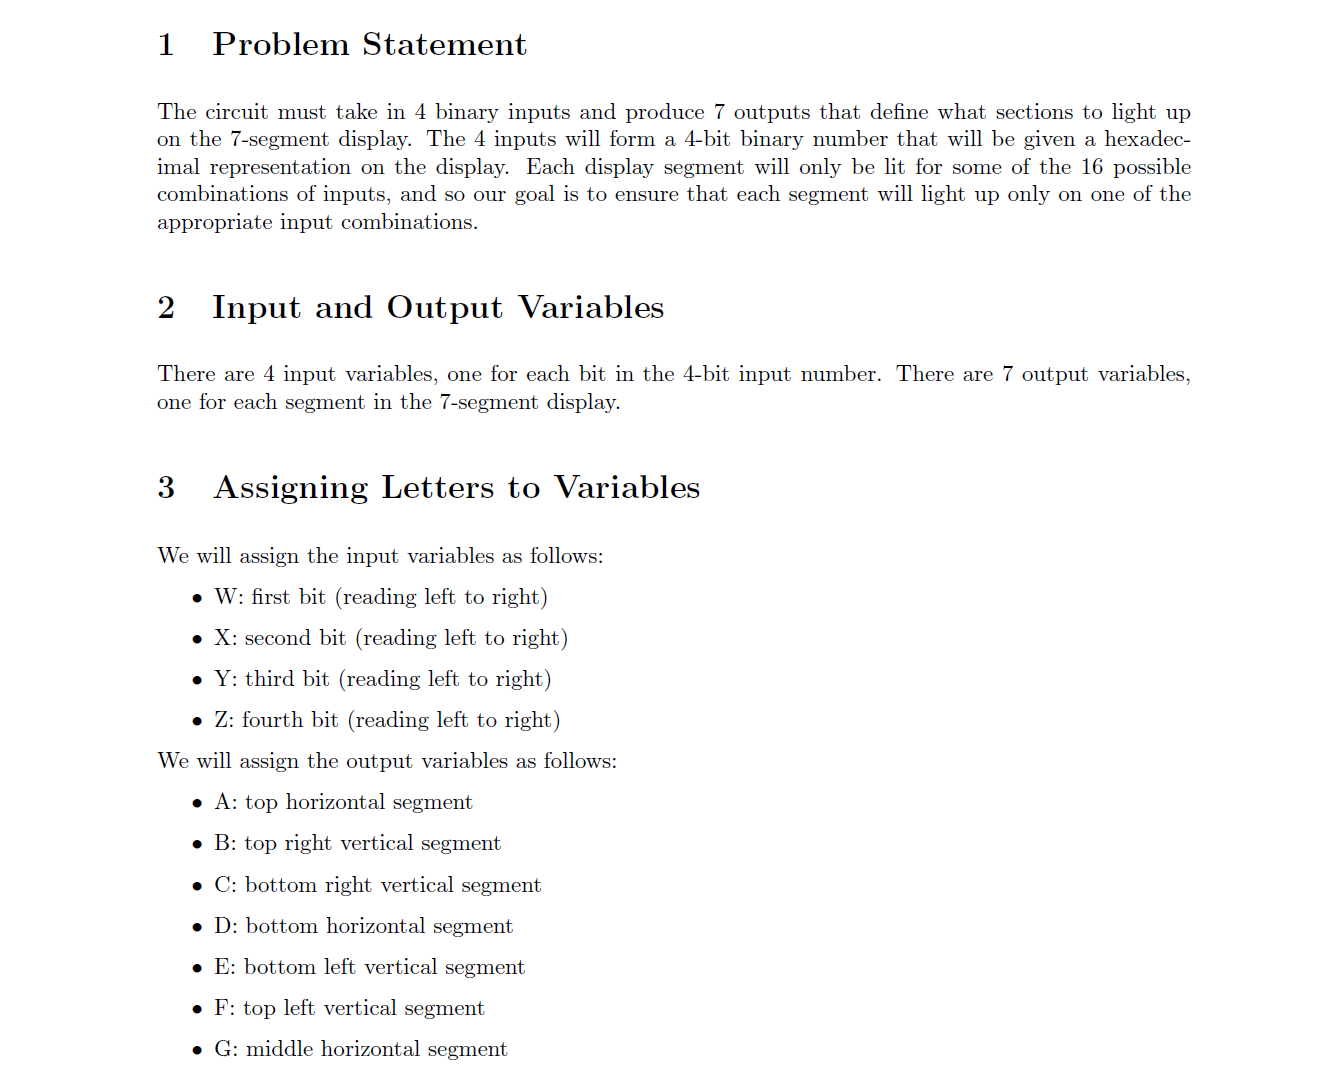 1 Problem Statement
The circuit must take in 4 binary inputs and produce 7 outputs that define what sections to light up
on the 7-segment display. The 4 inputs will form a 4-bit binary number that will be given a hexadec-
imal representation on the display. Each display segment will only be lit for some of the 16 possible
combinations of inputs, and so our goal is to ensure that each segment will light up only on one of the
appropriate input combinations.
2 Input and Output Variables
There are 4 input variables, one for each bit in the 4-bit input number. There are 7 output variables,
one for each segment in the 7-segment display.
3 Assigning Letters to Variables
We will assign the input variables as follows:
• W: first bit (reading left to right)
• X: second bit (reading left to right)
• Y: third bit (reading left to right)
• Z: fourth bit (reading left to right)
We will assign the output variables as follows:
• A: top horizontal segment
• B: top right vertical segment
• C: bottom right vertical segment
• D: bottom horizontal segment
• E: bottom left vertical segment
• F: top left vertical segment
• G: middle horizontal segment